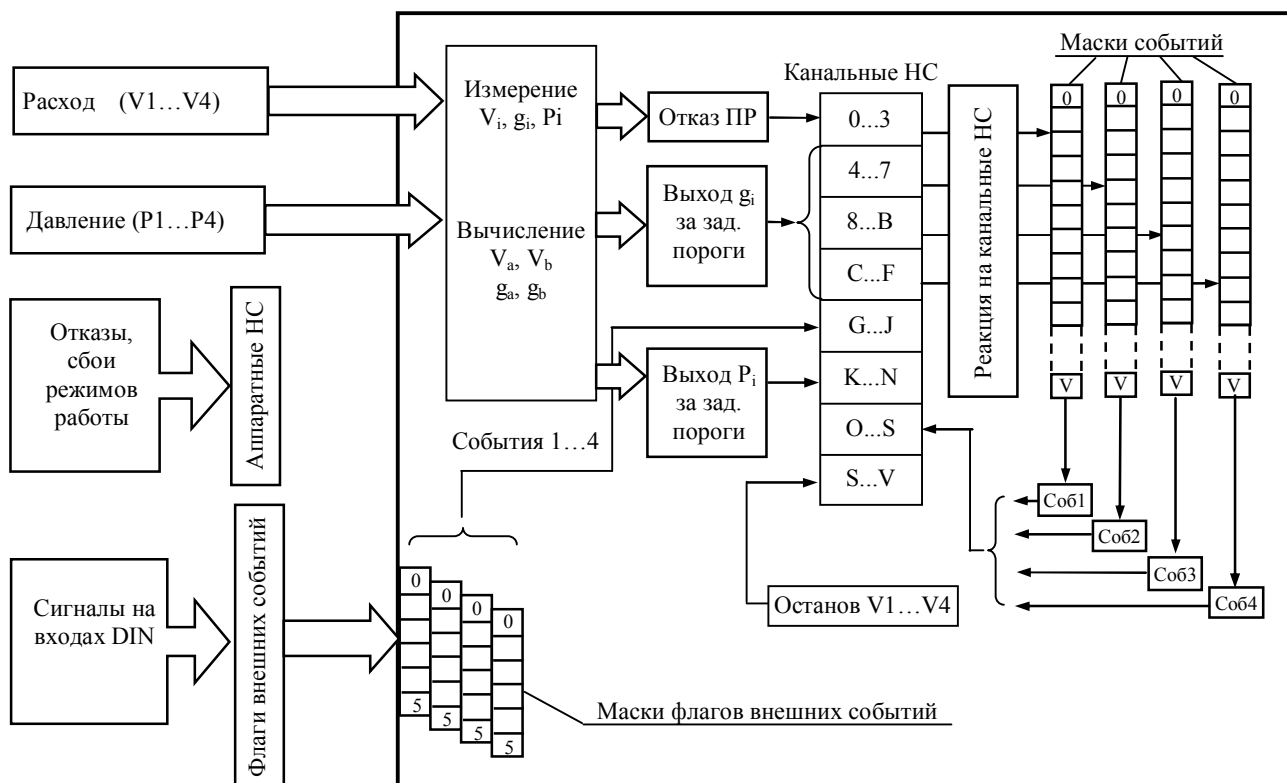 Маски событий
Канальные НС
Расход (V1…V4)
Измерение
Vi, gi, Pi
Отказ ПР
0...3
0
0
0
0
Давление (P1…P4)
Вычисление
Va, Vb
ga, gb
Выход gi
за зад.
пороги
4...7
8...B
C...F
Реакция на канальные НС
Отказы,
сбои
режимов
работы
Аппаратные НС
G...J
Выход Pi
за зад.
пороги
K...N
V
V
V
V
События 1…4
O...S
S...V
Соб1
Соб2
Соб3
Соб4
Сигналы на
входах DIN
Флаги внешних событий
0
0
0
0
5
5
5
5
Останов V1…V4
Маски флагов внешних событий